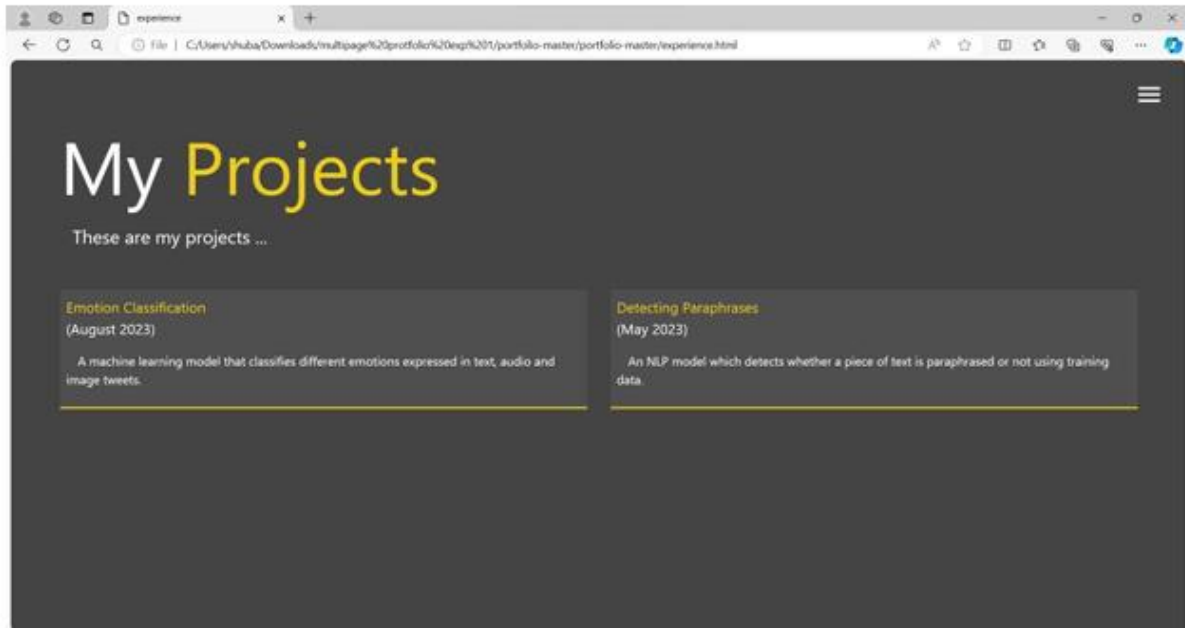 experience
File | C:/Users/shuba/Downloads/multipage%20protfolio%20exp%201/portfolio-master/portfolio-master/experience.html
My Projects
These are my projects ...
Emotion Classification
(August 2023)
A machine learning model that classifies different emotions expressed in text, audio and
image tweets.
Detecting Paraphrases
(May 2023)
An NLP model which detects whether a piece of text is paraphrased or not using training
data.